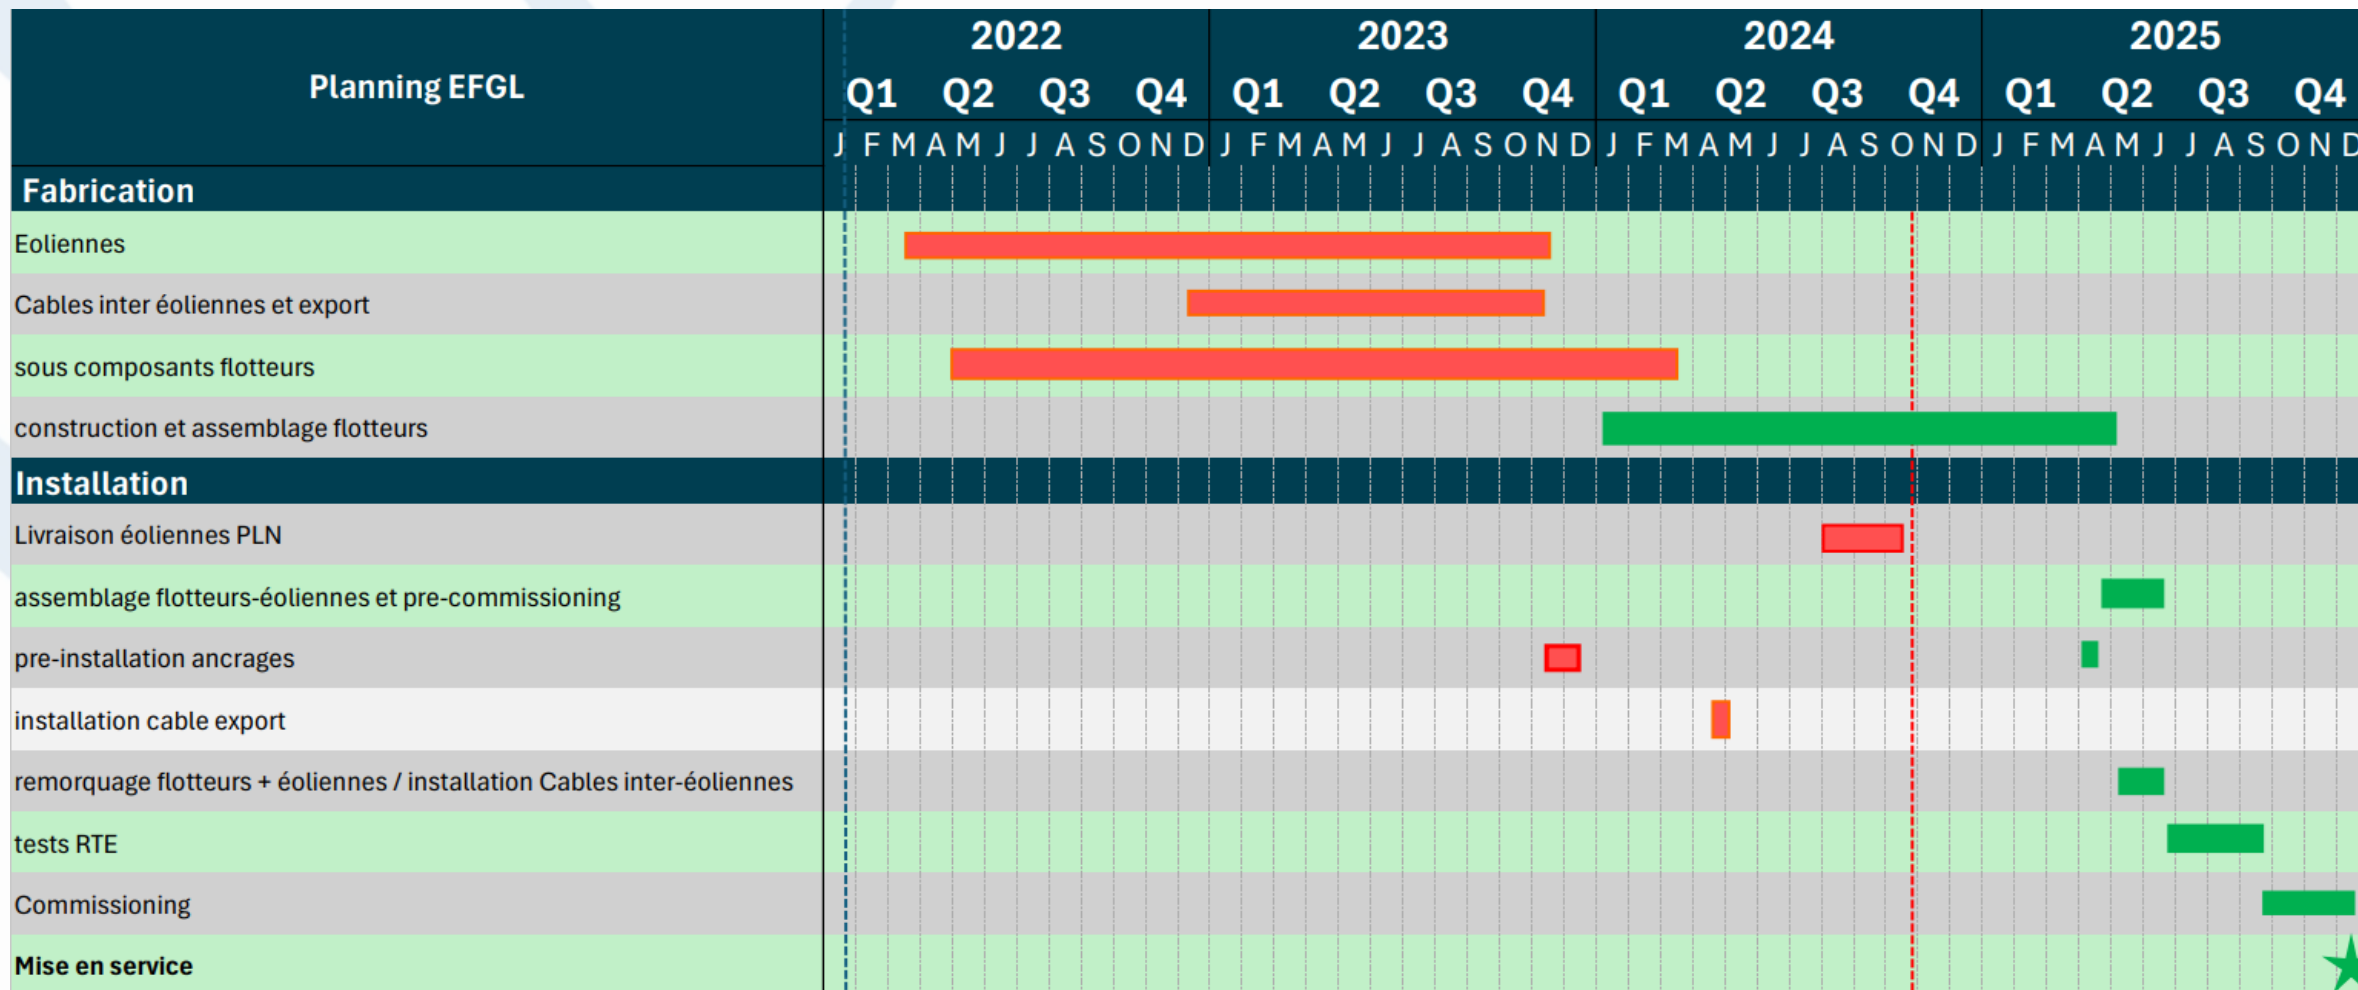 Planning EFGL
2022 2023 2024 2025
Q1 Q2 Q3 Q4 Q1 Q2 Q3 Q4 Q1 Q2 Q3 Q4 Q1 Q2 Q3 Q4
J F M A M J J A S O N D J F M A M J J A S O N D J F M A M J J A S O N D J F M A M J J A S O N D
Fabrication
Eoliennes
Cables inter éoliennes et export
sous composants flotteurs
construction et assemblage flotteurs
Installation
Livraison éoliennes PLN
assemblage flotteurs-éoliennes et pre-commissioning
pre-installation ancrages
installation cable export
remorquage flotteurs + éoliennes / installation Cables inter-éoliennes
tests RTE
Commissioning
Mise en service